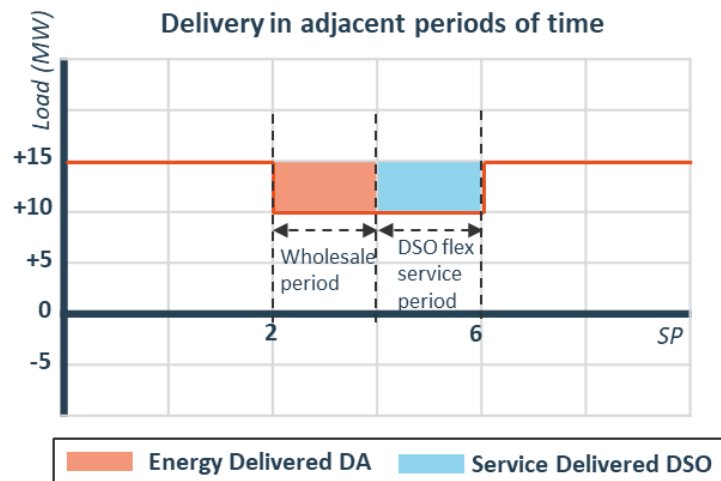 Delivery in adjacent periods of time
Load (MW)
+15
+10
+5
0
-5
Wholesale
period
DSO flex
service
period
2
6
SP
Energy Delivered DA
Service Delivered DSO